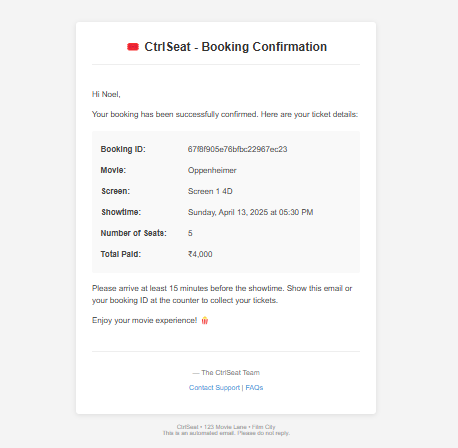 CtrlSeat - Booking Confirmation
Hi Noel,
Your booking has been successfully confirmed. Here are your ticket details:
Booking ID: 67f8f905e76bfbc22967ec23
Movie: Oppenheimer
Screen: Screen 1 4D
Showtime: Sunday, April 13, 2025 at 05:30 PM
Number of Seats: 5
Total Paid: ₹4,000
Please arrive at least 15 minutes before the showtime. Show this email or
your booking ID at the counter to collect your tickets.
Enjoy your movie experience! 🍿
— The CtrlSeat Team
Contact Support | FAQs
CtrlSeat • 123 Movie Lane • Film City
This is an automated email. Please do not reply.